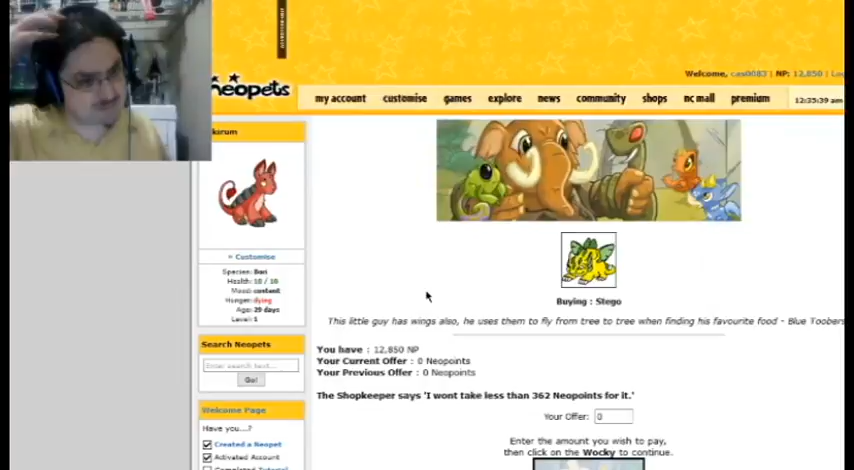 Welcome, cas0083 | NP: 12,850 | Lo
neopets
my account customise games explore news community shops nc mall premium
12:35:39 am
» Customise
Species: Bori
Health: 10 / 10
Mood: content
Hunger: dying
Age: 29 days
Level: 1
Buying : Stego
This little guy has wings also, he uses them to fly from tree to tree when finding his favourite food - Blue Toobers
You have : 12,850 NP
Your Current Offer : 0 Neopoints
Your Previous Offer : 0 Neopoints
The Shopkeeper says 'I wont take less than 362 Neopoints for it.'
Your Offer: 0
Enter the amount you wish to pay,
then click on the Wocky to continue.
Search Neopets
Enter search text...
Go!
Welcome Page
Have you...?
Created a Neopet
Activated Account
Completed Tutorial